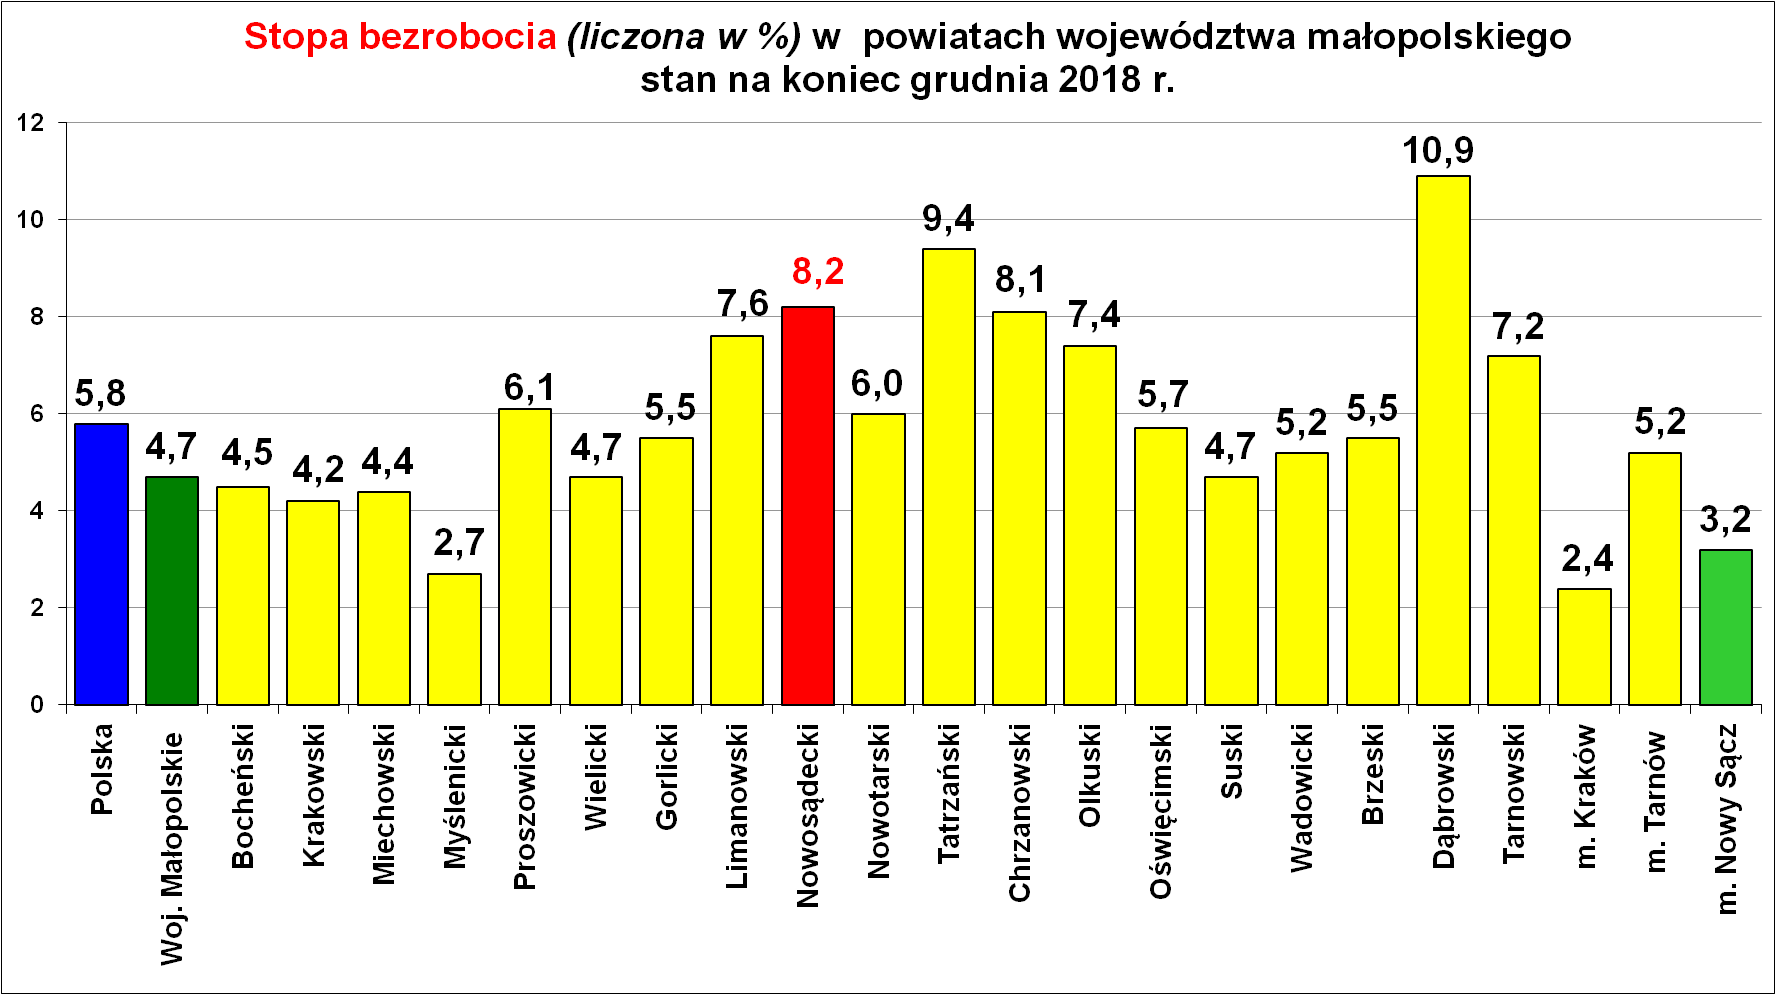 Stopa bezrobocia (liczona w %) w  powiatach województwa małopolskiego
stan na koniec grudnia 2018 r.
12
10
8
6
4
2
0
5,8
4,7
4,5
4,2
4,4
2,7
6,1
4,7
5,5
7,6
8,2
6,0
9,4
8,1
7,4
5,7
4,7
5,2
5,5
10,9
7,2
2,4
5,2
3,2
Polska
Woj. Małopolskie
Bocheński
Krakowski
Miechowski
Myślenicki
Proszowicki
Wielicki
Gorlicki
Limanowski
Nowosądecki
Nowotarski
Tatrzański
Chrzanowski
Olkuski
Oświęcimski
Suski
Wadowicki
Brzeski
Dąbrowski
Tarnowski
m. Kraków
m. Tarnów
m. Nowy Sącz